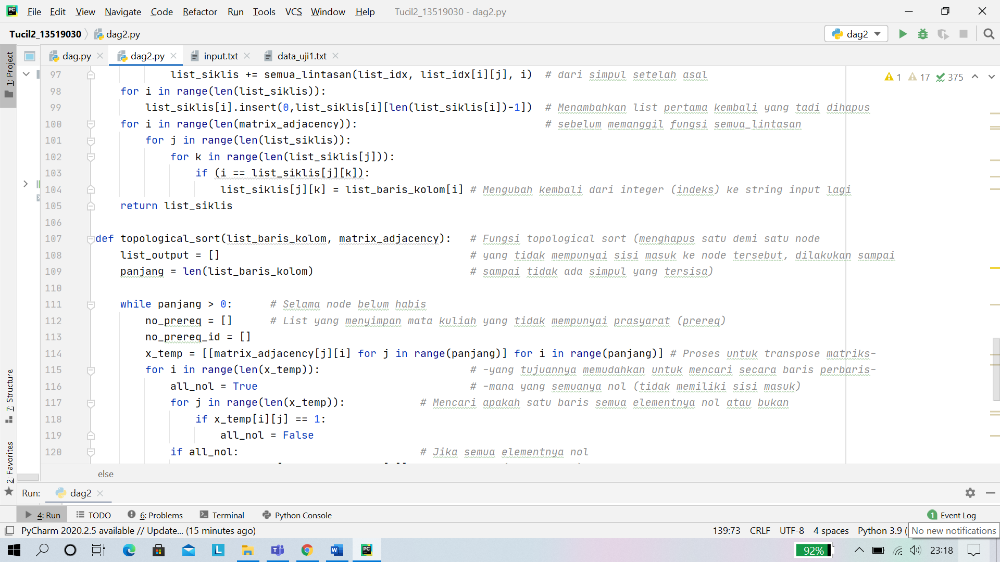 PC File Edit View Navigate Code Refactor Run Tools VCS Window Help Tucil2_13519030 - dag2.py
Tucil2_13519030 dag2.py dag2
1: Project
dag.py dag2.py input.txt data_uji1.txt
1 17 375
97 list_siklis += semua_lintasan(list_idx, list_idx[i][j], i) # dari simpul setelah asal
98 for i in range(len(list_siklis)):
99 list_siklis[i].insert(0,list_siklis[i][len(list_siklis[i])-1]) # Menambahkan list pertama kembali yang tadi dihapus
100 for i in range(len(matrix_adjacency)): # sebelum memanggil fungsi semua_lintasan
101 for j in range(len(list_siklis)):
102 for k in range(len(list_siklis[j])):
103 if (i == list_siklis[j][k]):
104 list_siklis[j][k] = list_baris_kolom[i] # Mengubah kembali dari integer (indeks) ke string input lagi
105 return list_siklis
106
107 def topological_sort(list_baris_kolom, matrix_adjacency): # Fungsi topological sort (menghapus satu demi satu node
108 list_output = [] # yang tidak mempunyai sisi masuk ke node tersebut, dilakukan sampai
109 panjang = len(list_baris_kolom) # sampai tidak ada simpul yang tersisa)
110
111 while panjang > 0: # Selama node belum habis
112 no_prereq = [] # List yang menyimpan mata kuliah yang tidak mempunyai prasyarat (prereq)
113 no_prereq_id = []
114 x_temp = [[matrix_adjacency[j][i] for j in range(panjang)] for i in range(panjang)] # Proses untuk transpose matriks-
115 for i in range(len(x_temp)): # -yang tujuannya memudahkan untuk mencari secara baris perbaris-
116 all_nol = True # -mana yang semuanya nol (tidak memiliki sisi masuk)
117 for j in range(len(x_temp)): # Mencari apakah satu baris semua elementnya nol atau bukan
118 if x_temp[i][j] == 1:
119 all_nol = False
120 if all_nol: # Jika semua elementnya nol
7: Structure
2: Favorites
else
Run: dag2
4: Run TODO 6: Problems Terminal Python Console 1 Event Log
PyCharm 2020.2.5 available // Update... (15 minutes ago) 139:73 CRLF UTF-8 4 spaces Python 3.9 ( No new notifications
92% 23:18